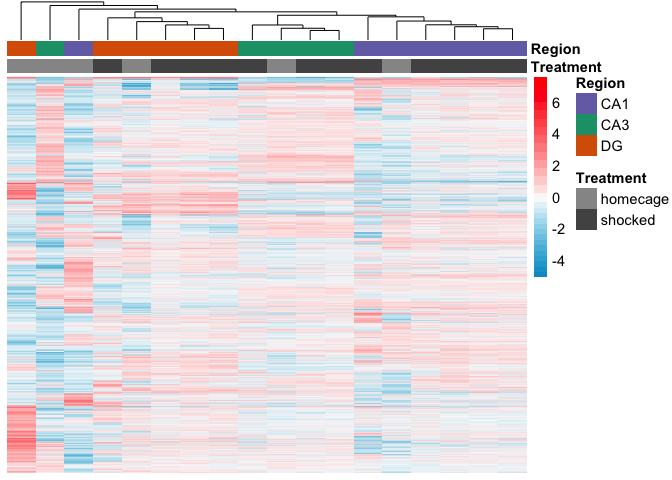 Region
Treatment
Region
CA1
CA3
DG
Treatment
homecage
shocked
6
4
2
0
-2
-4